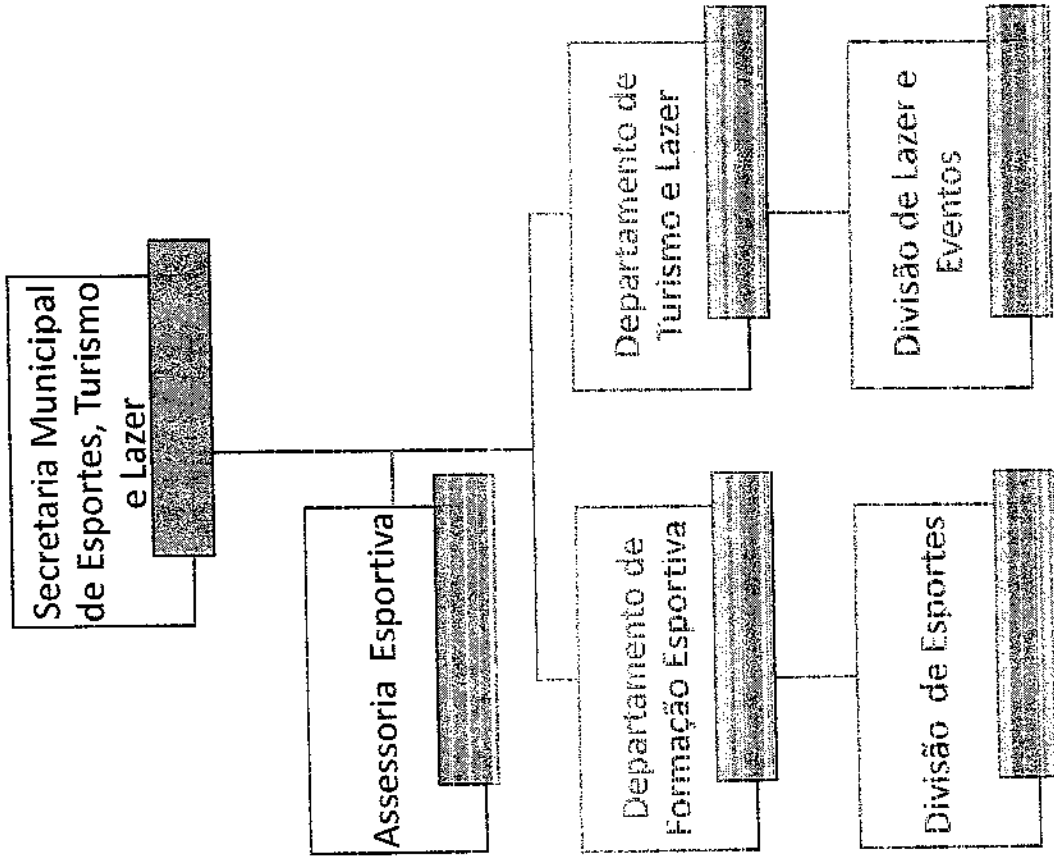 Secretaria Municipal
de Esportes, Turismo
e Lazer
Assessoria Esportiva
Departamento de
Formação Esportiva
Departamento de
Turismo e Lazer
Divisão de Esportes
Divisão de Lazer e
Eventos